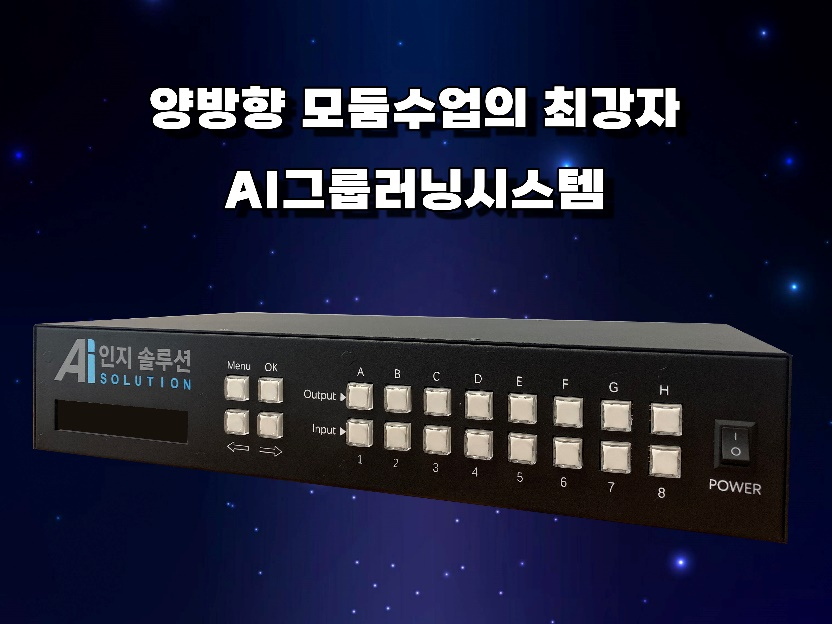 양방향 모둠수업의 최강자
AI그룹러닝시스템
Ai 인지 솔루션
SOLUTION
Menu OK
A B C D E F G H
Output
Input
1 2 3 4 5 6 7 8
POWER